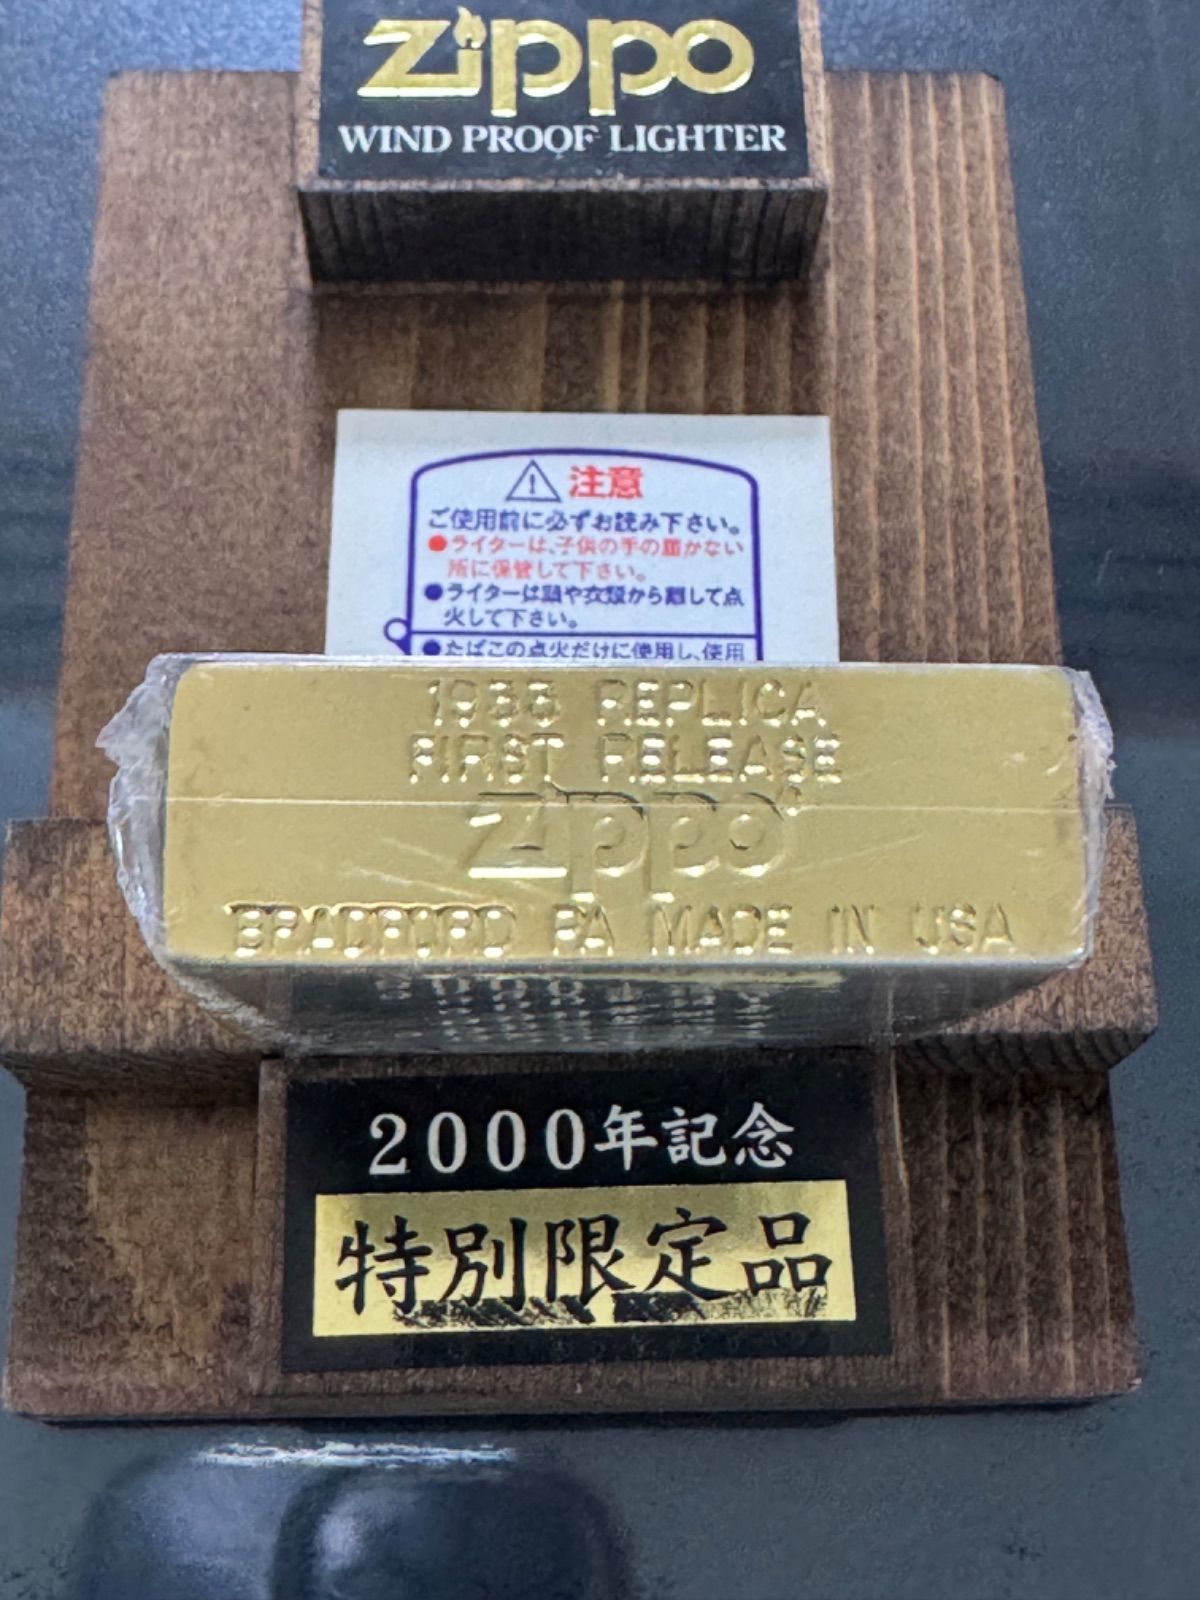 zippo
WIND PROOF LIGHTER
注意
ご使用前に必ずお読み下さい。
●ライターは、子供の手の届かない
所に保管して下さい。
●ライターは顔や衣類から離して点
火して下さい。
●たばこの点火だけに使用し、使用
1933 REPLICA
FIRST RELEASE
zippo®
BRADFORD PA MADE IN USA
2000年記念
特別限定品